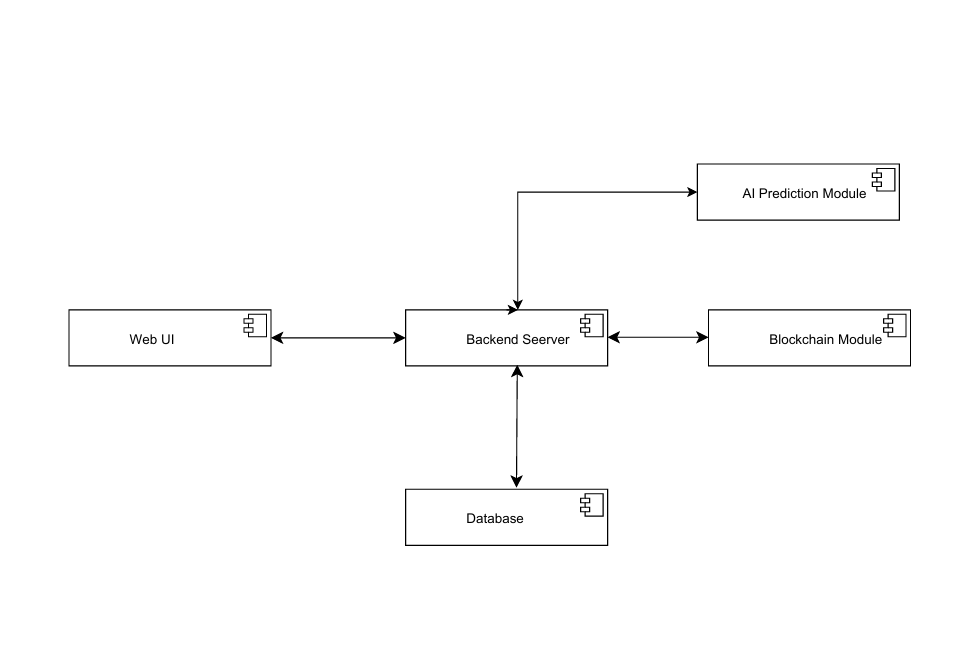 AI Prediction Module
Web UI
Backend Seerver
Blockchain Module
Database